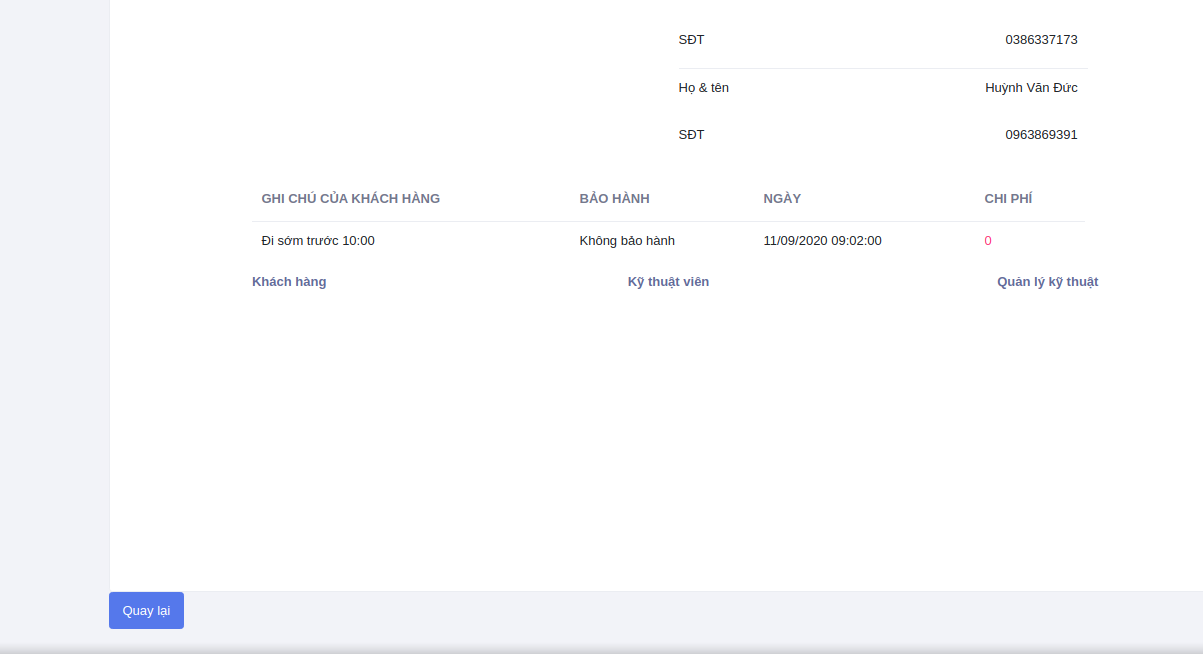 SĐT 0386337173
Họ & tên Huỳnh Văn Đức
SĐT 0963869391
GHI CHÚ CỦA KHÁCH HÀNG BẢO HÀNH NGÀY CHI PHÍ
Đi sớm trước 10:00 Không bảo hành 11/09/2020 09:02:00 0
Khách hàng Kỹ thuật viên Quản lý kỹ thuật
Quay lại